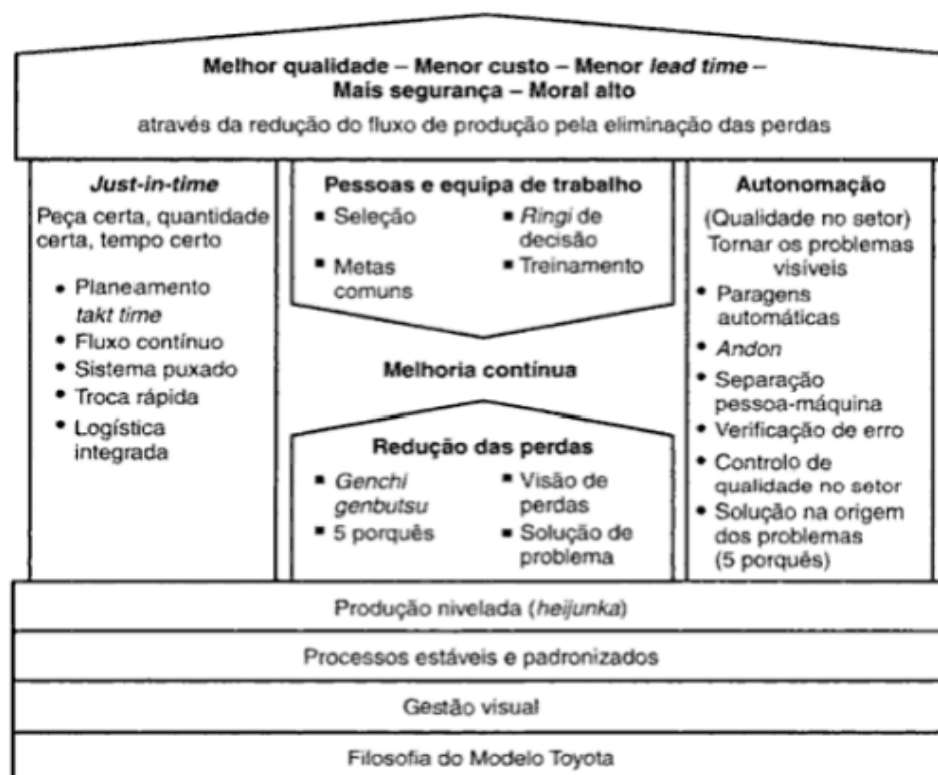 Melhor qualidade – Menor custo – Menor lead time –
Mais segurança – Moral alto
através da redução do fluxo de produção pela eliminação das perdas
Just-in-time
Peça certa, quantidade
certa, tempo certo
• Planeamento
takt time
• Fluxo contínuo
• Sistema puxado
• Troca rápida
• Logística
integrada
Pessoas e equipa de trabalho
▪ Seleção
▪ Ringi de
decisão
▪ Metas
comuns
▪ Treinamento
Melhoria contínua
Redução das perdas
▪ Genchi
genbutsu
▪ Visão de
perdas
▪ 5 porquês
▪ Solução de
problema
Autonomação
(Qualidade no setor)
Tornar os problemas
visíveis
• Paragens
automáticas
• Andon
• Separação
pessoa-máquina
• Verificação de erro
• Controlo de
qualidade no setor
• Solução na origem
dos problemas
(5 porquês)
Produção nivelada (heijunka)
Processos estáveis e padronizados
Gestão visual
Filosofia do Modelo Toyota